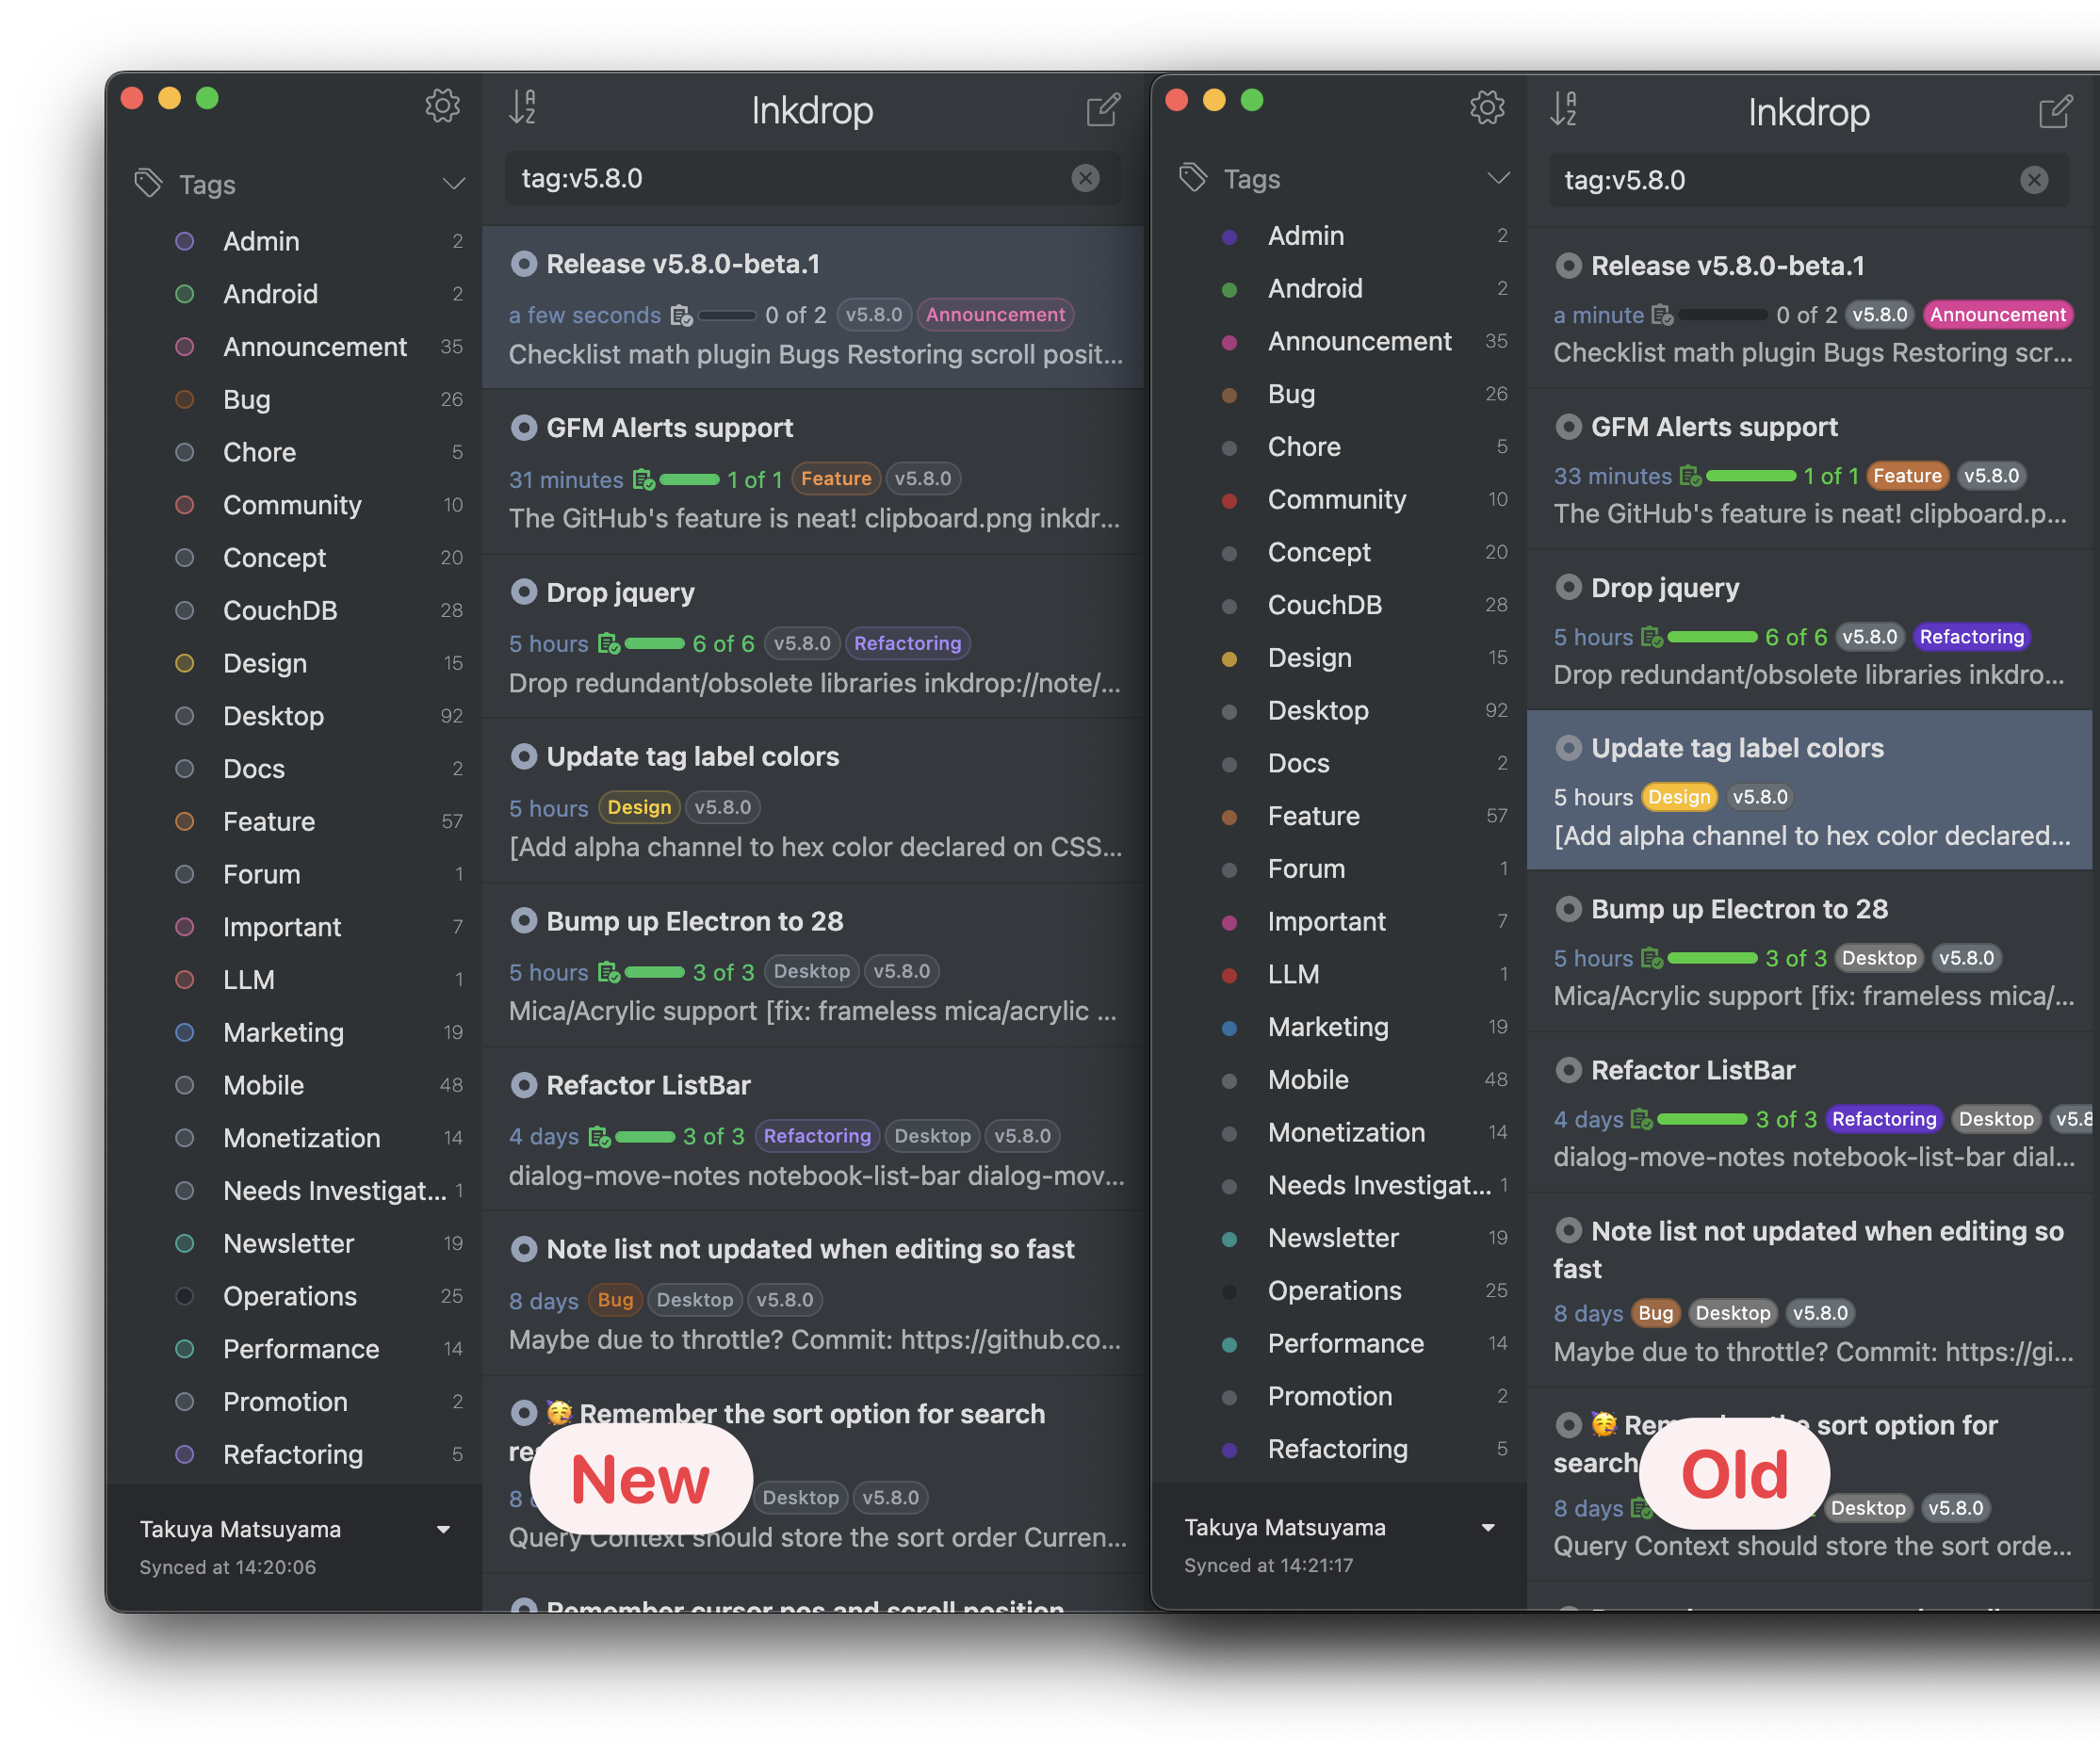 Tags
Admin 2
Android 2
Announcement 35
Bug 26
Chore 5
Community 10
Concept 20
CouchDB 28
Design 15
Desktop 92
Docs 2
Feature 57
Forum 1
Important 7
LLM 1
Marketing 19
Mobile 48
Monetization 14
Needs Investigat... 1
Newsletter 19
Operations 25
Performance 14
Promotion 2
Refactoring 5
Takuya Matsuyama
Synced at 14:20:06
Inkdrop
tag:v5.8.0
Release v5.8.0-beta.1
a few seconds 0 of 2 v5.8.0 Announcement
Checklist math plugin Bugs Restoring scroll posit...
GFM Alerts support
31 minutes 1 of 1 Feature v5.8.0
The GitHub's feature is neat! clipboard.png inkdr...
Drop jquery
5 hours 6 of 6 v5.8.0 Refactoring
Drop redundant/obsolete libraries inkdrop://note/...
Update tag label colors
5 hours Design v5.8.0
[Add alpha channel to hex color declared on CSS...
Bump up Electron to 28
5 hours 3 of 3 Desktop v5.8.0
Mica/Acrylic support [fix: frameless mica/acrylic ...
Refactor ListBar
4 days 3 of 3 Refactoring Desktop v5.8.0
dialog-move-notes notebook-list-bar dialog-mov...
Note list not updated when editing so fast
8 days Bug Desktop v5.8.0
Maybe due to throttle? Commit: https://github.co...
Remember the sort option for search
New
8 Desktop v5.8.0
Query Context should store the sort order Curren...
Remember cursor pos and scroll position
Tags
Admin 2
Android 2
Announcement 35
Bug 26
Chore 5
Community 10
Concept 20
CouchDB 28
Design 15
Desktop 92
Docs 2
Feature 57
Forum 1
Important 7
LLM 1
Marketing 19
Mobile 48
Monetization 14
Needs Investigat... 1
Newsletter 19
Operations 25
Performance 14
Promotion 2
Refactoring 5
Takuya Matsuyama
Synced at 14:21:17
Inkdrop
tag:v5.8.0
Release v5.8.0-beta.1
a minute 0 of 2 v5.8.0 Announcement
Checklist math plugin Bugs Restoring scr...
GFM Alerts support
33 minutes 1 of 1 Feature v5.8.0
The GitHub's feature is neat! clipboard.p...
Drop jquery
5 hours 6 of 6 v5.8.0 Refactoring
Drop redundant/obsolete libraries inkdro...
Update tag label colors
5 hours Design v5.8.0
[Add alpha channel to hex color declared...
Bump up Electron to 28
5 hours 3 of 3 Desktop v5.8.0
Mica/Acrylic support [fix: frameless mica/...
Refactor ListBar
4 days 3 of 3 Refactoring Desktop v5.8
dialog-move-notes notebook-list-bar dial...
Note list not updated when editing so
fast
8 days Bug Desktop v5.8.0
Maybe due to throttle? Commit: https://gi...
sort option for
search
Old
8 days Desktop v5.8.0
Query Context should store the sort orde...